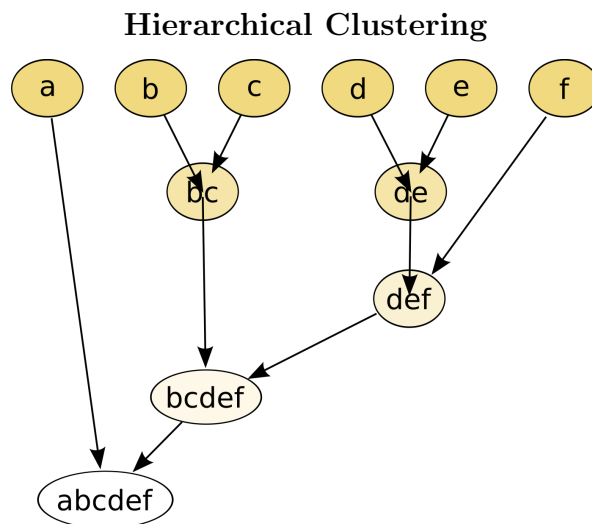 Hierarchical Clustering
a b c d e f
bc de
def
bcdef
abcdef